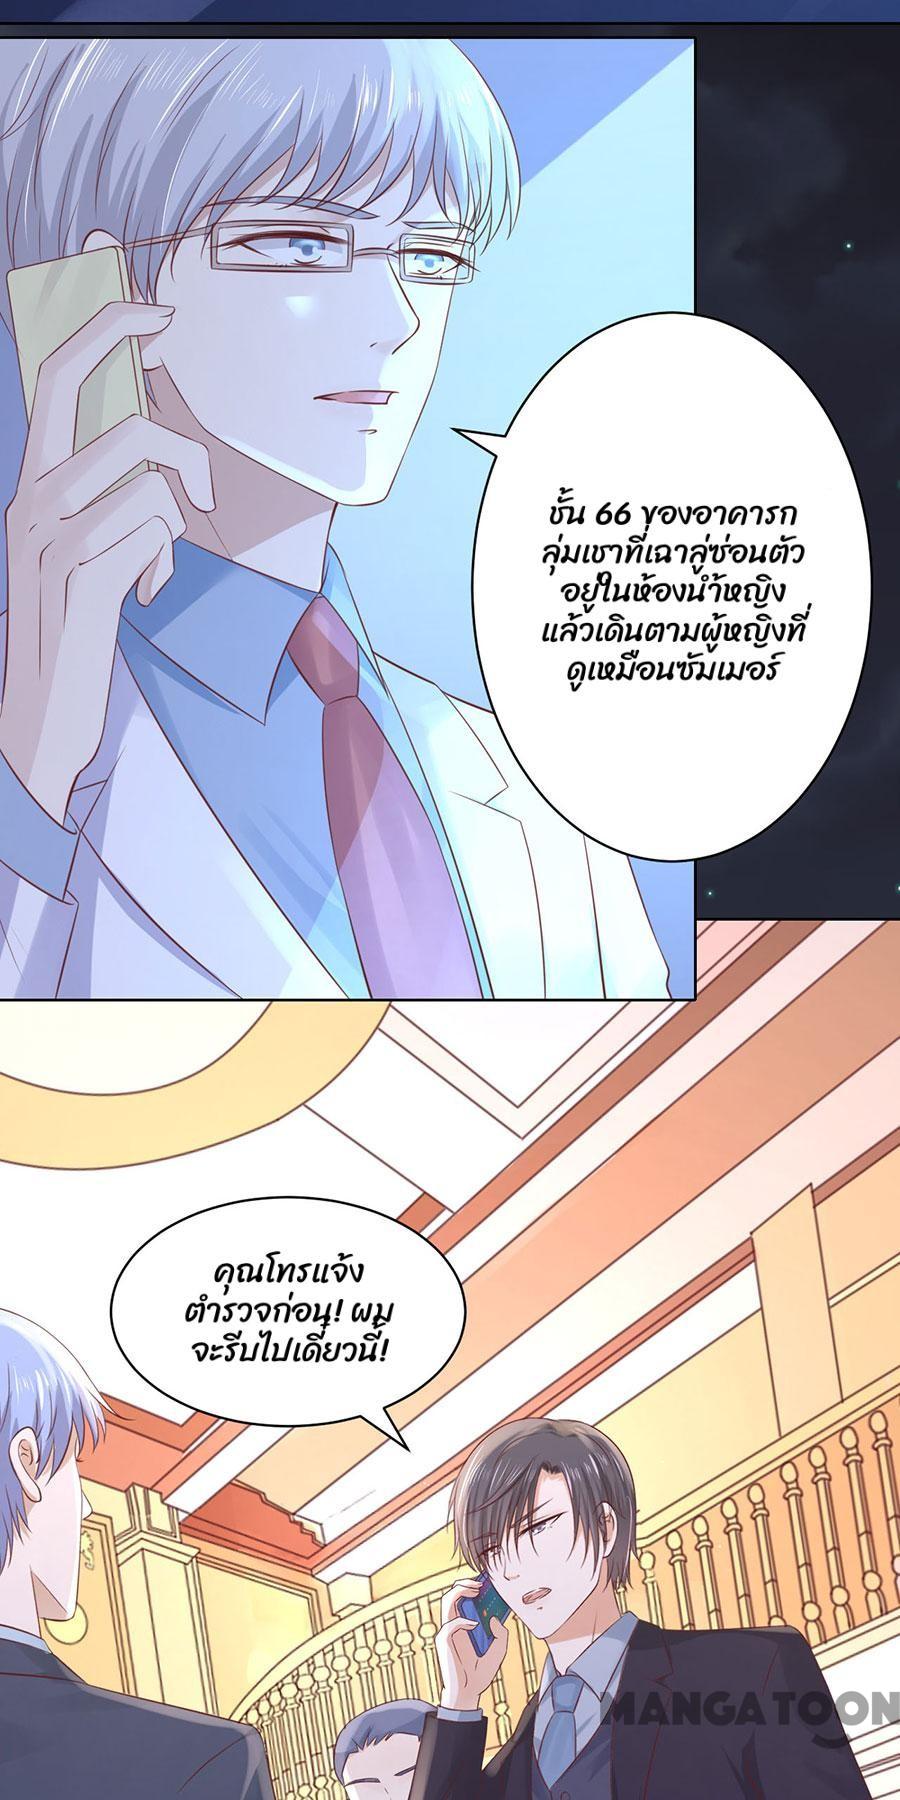 ชั้น 66 ของอาคารก
ลุ่มเชาที่เฉาลู่ซ่อนตัว
อยู่ในห้องน้ำหญิง
แล้วเดินตามผู้หญิงที่
ดูเหมือนซัมเมอร์
คุณโทรแจ้ง
ตำรวจก่อน! ผม
จะรีบไปเดี๋ยวนี้!
MANGATOON